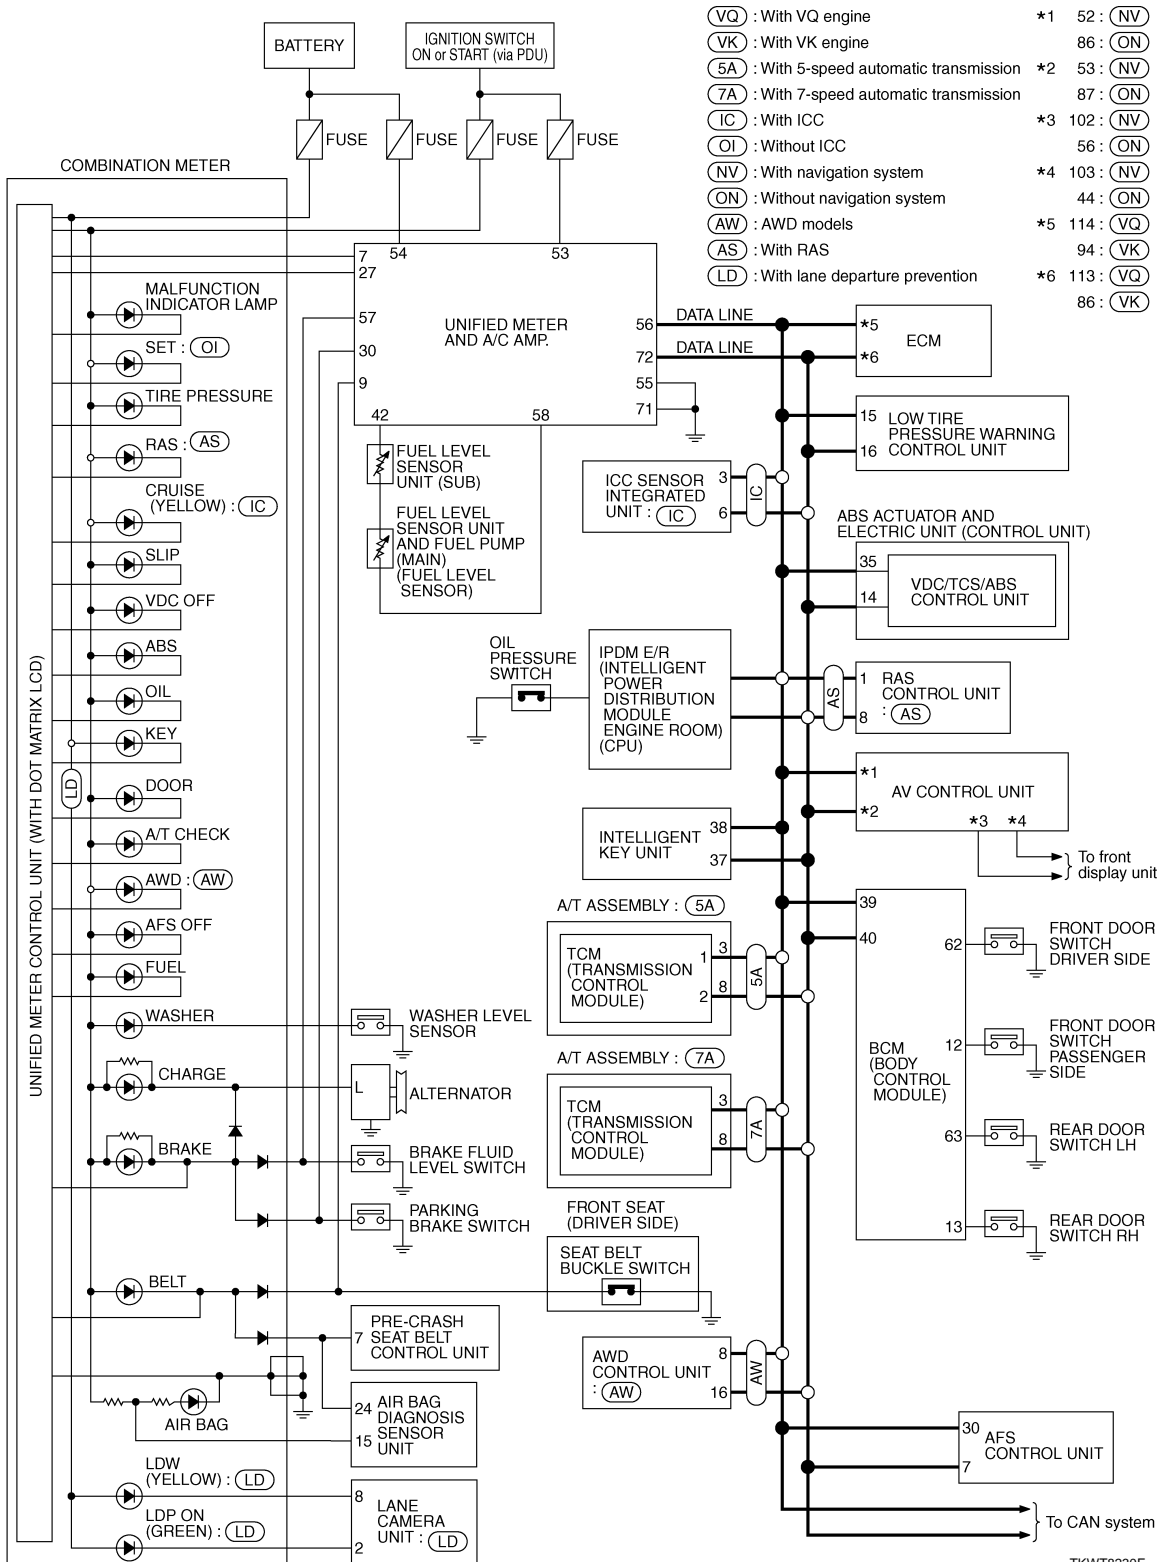 BATTERY
IGNITION SWITCH
ON or START (via PDU)
FUSE
FUSE
FUSE
FUSE
VQ : With VQ engine
VK : With VK engine
5A : With 5-speed automatic transmission
7A : With 7-speed automatic transmission
IC : With ICC
OI : Without ICC
NV : With navigation system
ON : Without navigation system
AW : AWD models
AS : With RAS
LD : With lane departure prevention
*1 52 : NV
86 : ON
*2 53 : NV
87 : ON
*3 102 : NV
56 : ON
*4 103 : NV
44 : ON
*5 114 : VQ
94 : VK
*6 113 : VQ
86 : VK
COMBINATION METER
UNIFIED METER CONTROL UNIT (WITH DOT MATRIX LCD)
MALFUNCTION
INDICATOR LAMP
SET : OI
TIRE PRESSURE
RAS : AS
CRUISE
(YELLOW) : IC
SLIP
VDC OFF
ABS
OIL
KEY
LD
DOOR
A/T CHECK
AWD : AW
AFS OFF
FUEL
WASHER
CHARGE
BRAKE
BELT
AIR BAG
LDW
(YELLOW) : LD
LDP ON
(GREEN) : LD
7
27
57
30
9
54
53
UNIFIED METER
AND A/C AMP.
56
72
55
71
42
58
DATA LINE
DATA LINE
FUEL LEVEL
SENSOR
UNIT (SUB)
FUEL LEVEL
SENSOR UNIT
AND FUEL PUMP
(MAIN)
(FUEL LEVEL
SENSOR)
OIL
PRESSURE
SWITCH
WASHER LEVEL
SENSOR
L
ALTERNATOR
BRAKE FLUID
LEVEL SWITCH
PARKING
BRAKE SWITCH
FRONT SEAT
(DRIVER SIDE)
SEAT BELT
BUCKLE SWITCH
7
PRE-CRASH
SEAT BELT
CONTROL UNIT
24
15
AIR BAG
DIAGNOSIS
SENSOR
UNIT
8
2
LANE
CAMERA
UNIT : LD
ICC SENSOR
INTEGRATED
UNIT : IC
3
6
IC
IPDM E/R
(INTELLIGENT
POWER
DISTRIBUTION
MODULE
ENGINE ROOM)
(CPU)
INTELLIGENT
KEY UNIT
38
37
A/T ASSEMBLY : 5A
TCM
(TRANSMISSION
CONTROL
MODULE)
1
2
3
8
5A
A/T ASSEMBLY : 7A
TCM
(TRANSMISSION
CONTROL
MODULE)
3
8
7A
AWD
CONTROL UNIT
: AW
8
16
AW
*5
*6
ECM
15
16
LOW TIRE
PRESSURE WARNING
CONTROL UNIT
ABS ACTUATOR AND
ELECTRIC UNIT (CONTROL UNIT)
35
14
VDC/TCS/ABS
CONTROL UNIT
AS
1
8
RAS
CONTROL UNIT
: AS
*1
*2
AV CONTROL UNIT
*3
*4
To front
display unit
39
40
BCM
(BODY
CONTROL
MODULE)
62
12
63
13
FRONT DOOR
SWITCH
DRIVER SIDE
FRONT DOOR
SWITCH
PASSENGER
SIDE
REAR DOOR
SWITCH LH
REAR DOOR
SWITCH RH
30
7
AFS
CONTROL UNIT
To CAN system